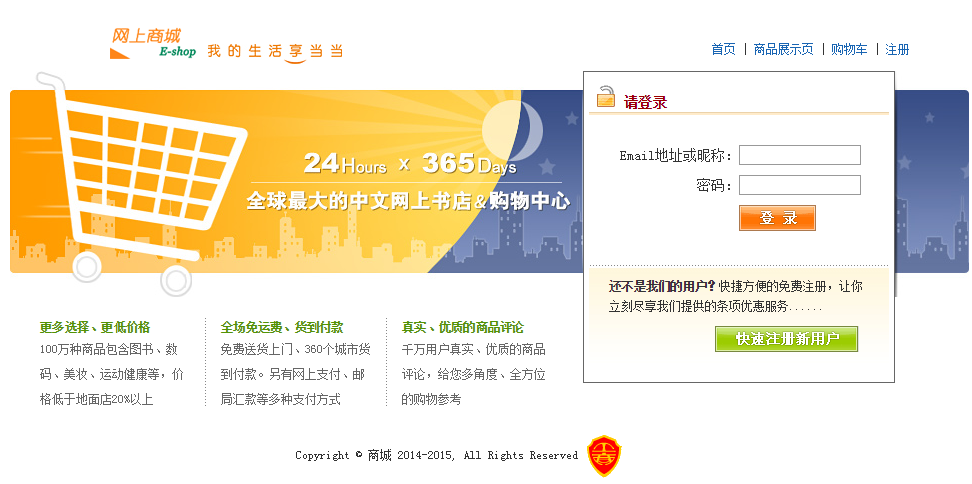 网上商城
E-shop 我的生活享当当
首页 | 商品展示页 | 购物车 | 注册
24Hours x 365Days
全球最大的中文网上书店&购物中心
请登录
Email地址或昵称：
密码：
登 录
还不是我们的用户？快捷方便的免费注册，让你
立刻尽享我们提供的条项优惠服务......
快速注册新用户
更多选择、更低价格
100万种商品包含图书、数
码、美妆、运动健康等，价
格低于地面店20%以上
全场免运费、货到付款
免费送货上门、360个城市货
到付款。另有网上支付、邮
局汇款等多种支付方式
真实、优质的商品评论
千万用户真实、优质的商品
评论，给您多角度、全方位
的购物参考
Copyright © 商城 2014-2015, All Rights Reserved